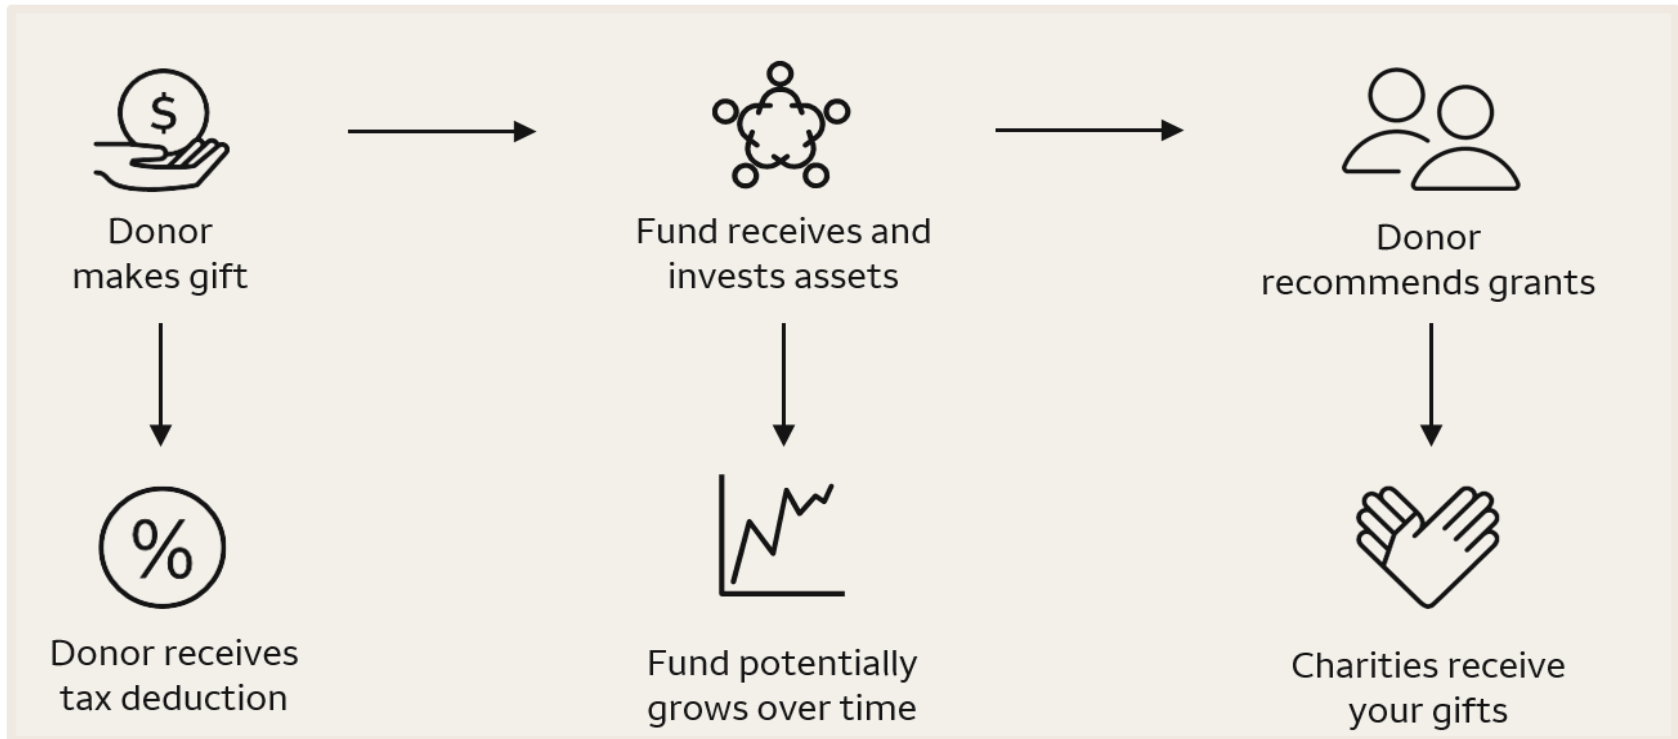 $
Donor
makes gift
Fund receives and
invests assets
Donor
recommends grants
%
Donor receives
tax deduction
Fund potentially
grows over time
Charities receive
your gifts